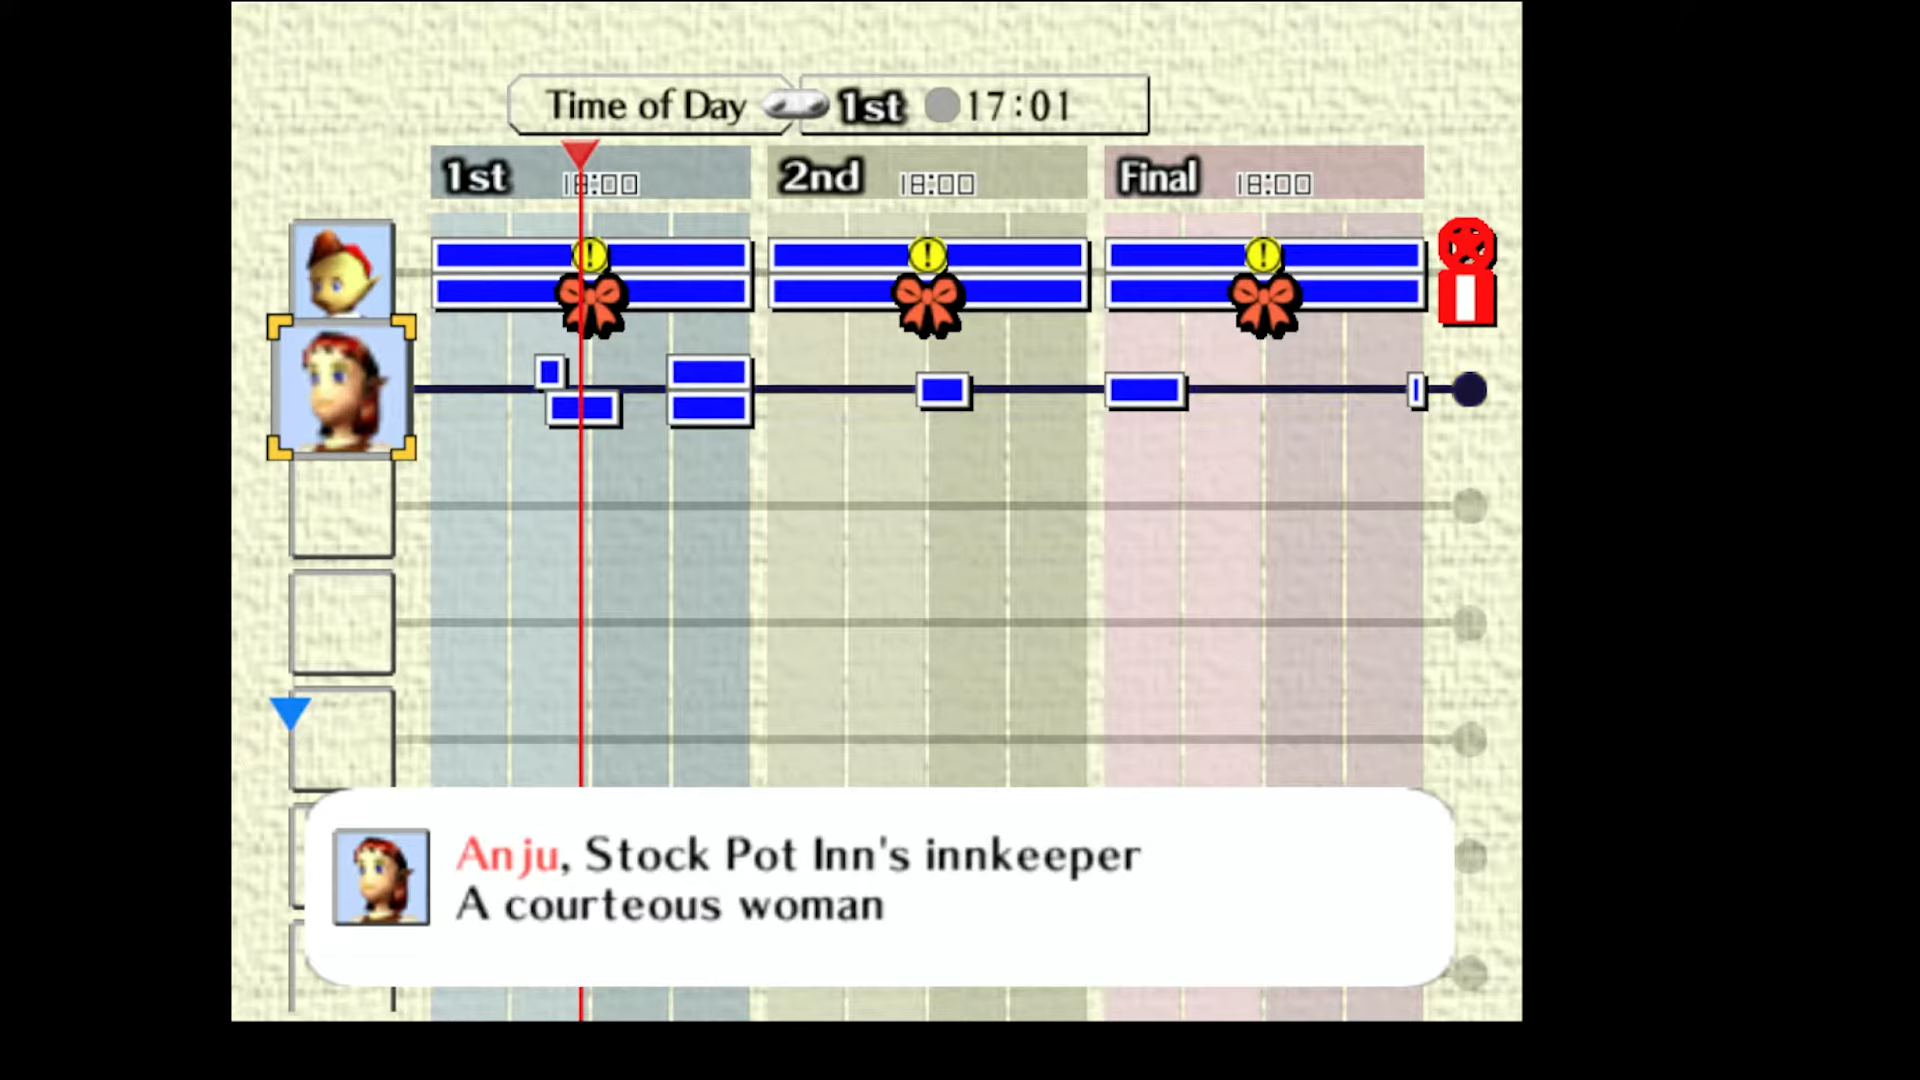 Time of Day 1st 17:01
1st 18:00 2nd 18:00 Final 18:00
Anju, Stock Pot Inn's innkeeper
A courteous woman